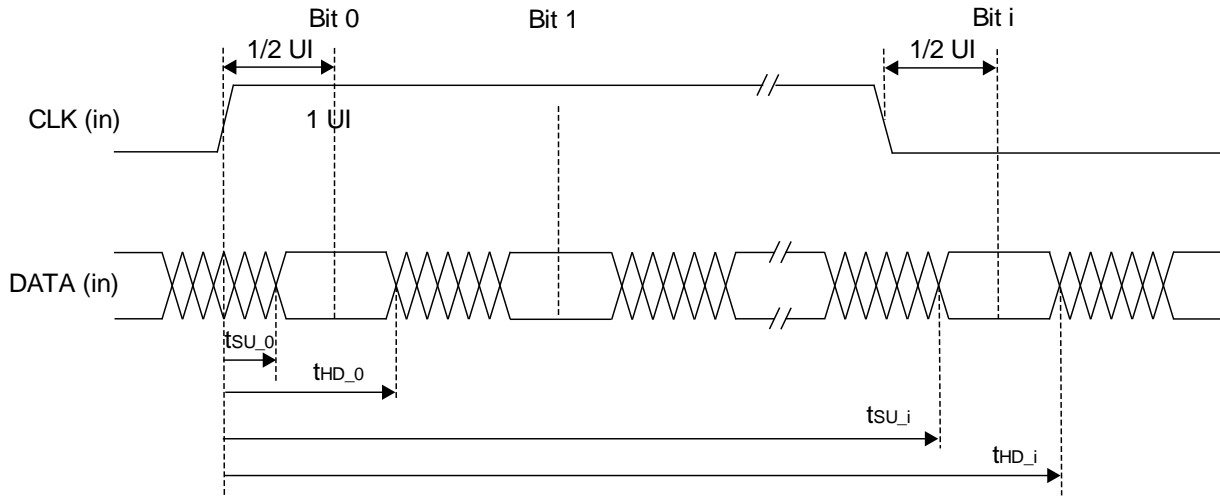 Bit 0 Bit 1 Bit i
1/2 UI 1/2 UI
CLK (in) 1 UI
DATA (in)
tSU_0
tHD_0
tSU_i
tHD_i